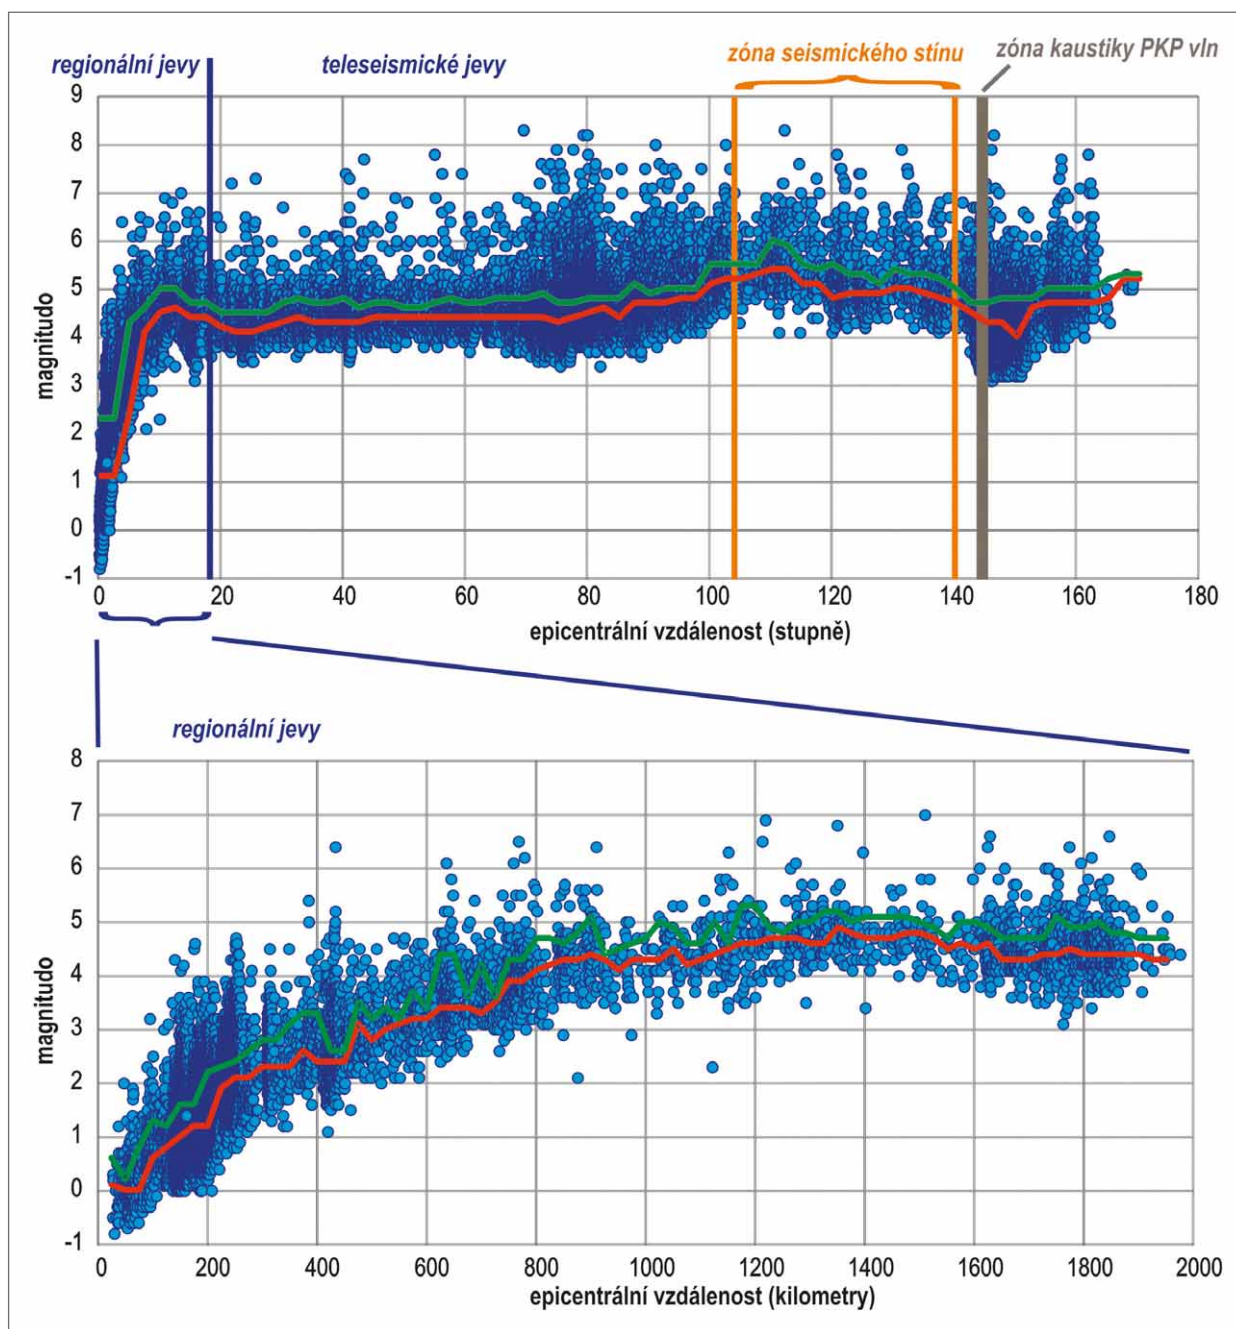 zóna seismického stínu
zóna kaustiky PKP vln
regionální jevy
teleseismické jevy
9
8
7
6
5
4
3
2
1
0
-1
magnitudo
0 20 40 60 80 100 120 140 160 180
epicentrální vzdálenost (stupně)
regionální jevy
8
7
6
5
4
3
2
1
0
-1
magnitudo
0 200 400 600 800 1000 1200 1400 1600 1800 2000
epicentrální vzdálenost (kilometry)